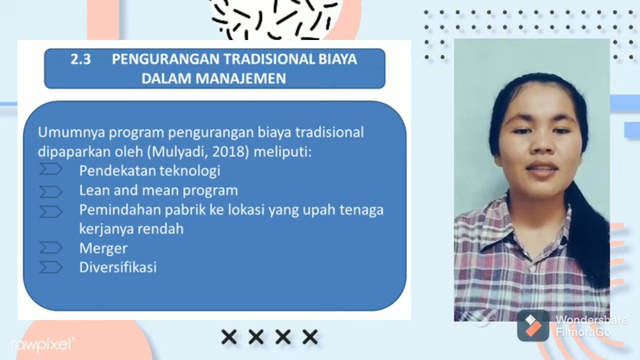 2.3 PENGURANGAN TRADISIONAL BIAYA
DALAM MANAJEMEN
Umumnya program pengurangan biaya tradisional
dipaparkan oleh (Mulyadi, 2018) meliputi:
Pendekatan teknologi
Lean and mean program
Pemindahan pabrik ke lokasi yang upah tenaga
kerjanya rendah
Merger
Diversifikasi
Wondershare
FilmoraGo
rawpixel